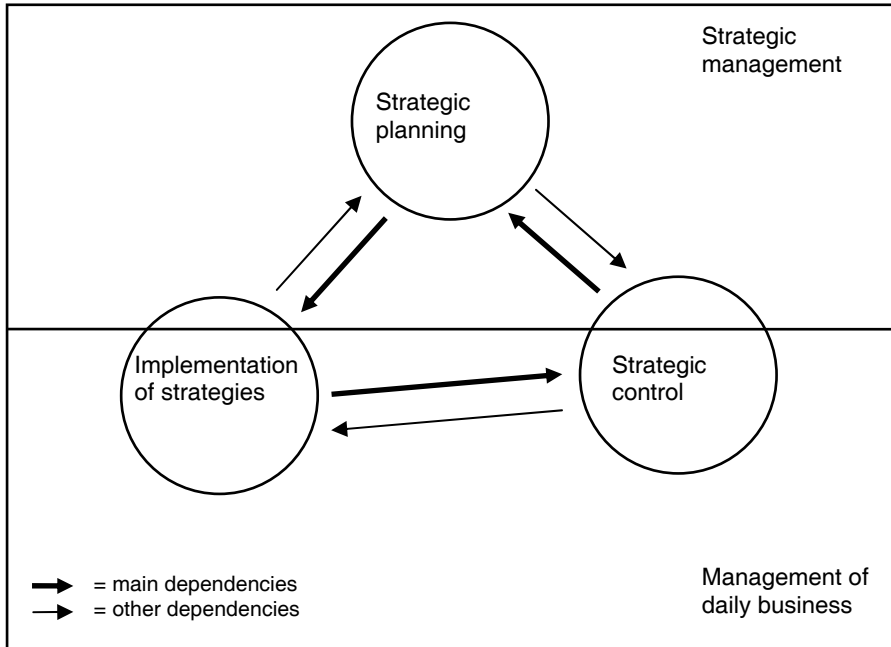 Strategic
management
Strategic
planning
Implementation
of strategies
Strategic
control
= main dependencies
= other dependencies
Management of
daily business